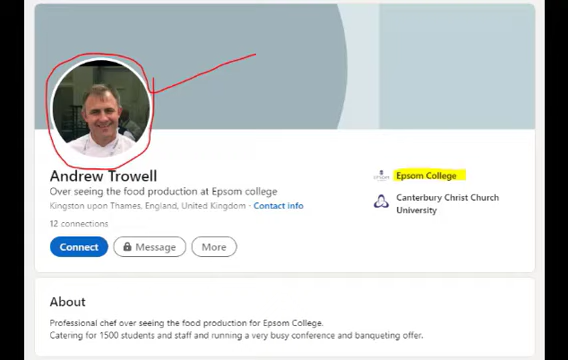 Andrew Trowell
Over seeing the food production at Epsom college
Kingston upon Thames, England, United Kingdom · Contact info
12 connections
Connect
Message
More
EPSOM
Epsom College
Canterbury Christ Church
University
About
Professional chef over seeing the food production for Epsom College.
Catering for 1500 students and staff and running a very busy conference and banqueting offer.